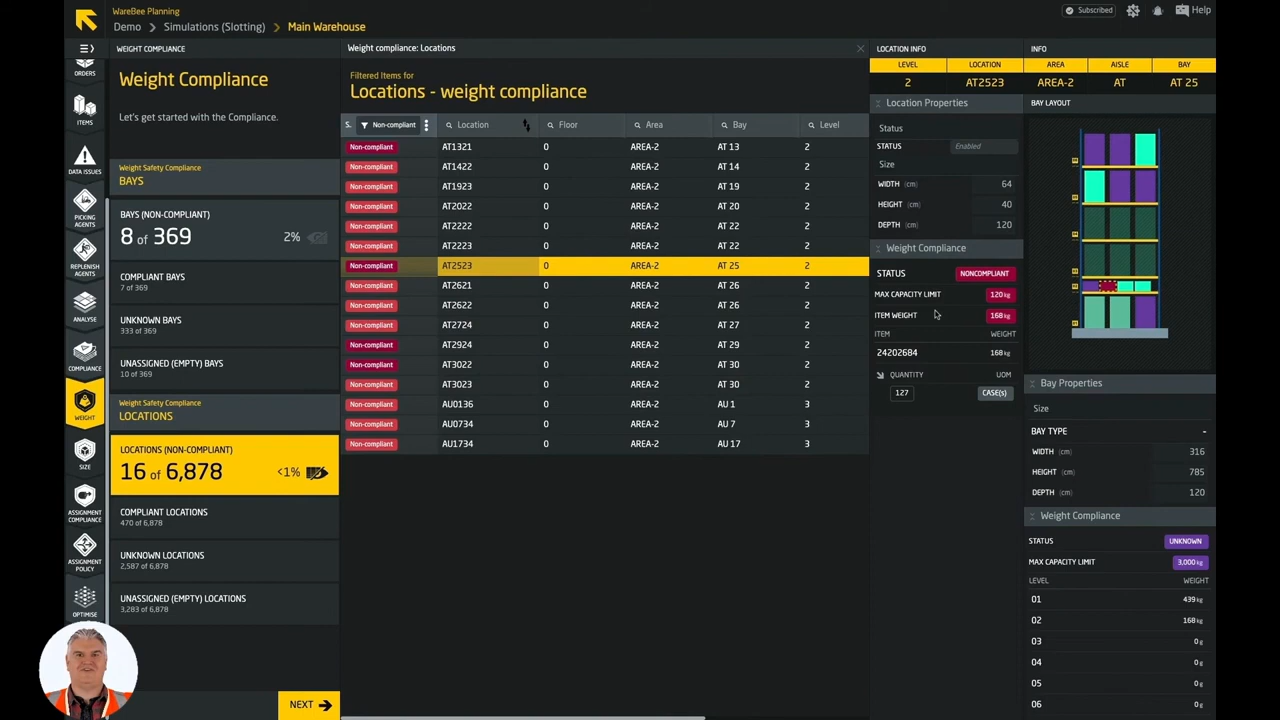 WareBee Planning
Demo > Simulations (Slotting) > Main Warehouse
Subscribed
Help
WEIGHT COMPLIANCE
Weight compliance: Locations
LOCATION INFO
INFO
ORDERS
ITEMS
DATA ISSUES
PICKING AGENTS
REPLENISH AGENTS
ANALYSE
COMPLIANCE
WEIGHT
SIZE
ASSIGNMENT COMPLIANCE
ASSIGNMENT POLICY
OPTIMISE
Weight Compliance
Let's get started with the Compliance.
Weight Safety Compliance
BAYS
BAYS (NON-COMPLIANT)
8 of 369
2%
COMPLIANT BAYS
7 of 369
UNKNOWN BAYS
333 of 369
UNASSIGNED (EMPTY) BAYS
10 of 369
Weight Safety Compliance
LOCATIONS
LOCATIONS (NON-COMPLIANT)
16 of 6,878
<1%
COMPLIANT LOCATIONS
470 of 6,878
UNKNOWN LOCATIONS
2,587 of 6,878
UNASSIGNED (EMPTY) LOCATIONS
3,283 of 6,878
NEXT
Filtered Items for
Locations - weight compliance
S. Non-compliant Location Floor Area Bay Level
Non-compliant AT1321 0 AREA-2 AT 13 2
Non-compliant AT1422 0 AREA-2 AT 14 2
Non-compliant AT1923 0 AREA-2 AT 19 2
Non-compliant AT2022 0 AREA-2 AT 20 2
Non-compliant AT2222 0 AREA-2 AT 22 2
Non-compliant AT2223 0 AREA-2 AT 22 2
Non-compliant AT2523 0 AREA-2 AT 25 2
Non-compliant AT2621 0 AREA-2 AT 26 2
Non-compliant AT2622 0 AREA-2 AT 26 2
Non-compliant AT2724 0 AREA-2 AT 27 2
Non-compliant AT2924 0 AREA-2 AT 29 2
Non-compliant AT3022 0 AREA-2 AT 30 2
Non-compliant AT3023 0 AREA-2 AT 30 2
Non-compliant AU0136 0 AREA-2 AU 1 3
Non-compliant AU0734 0 AREA-2 AU 7 3
Non-compliant AU1734 0 AREA-2 AU 17 3
LEVEL LOCATION
2 AT2523
Location Properties
Status
STATUS Enabled
Size
WIDTH (cm) 64
HEIGHT (cm) 40
DEPTH (cm) 120
Weight Compliance
STATUS NONCOMPLIANT
MAX CAPACITY LIMIT 120 kg
ITEM WEIGHT 168 kg
ITEM WEIGHT
24202684 168 kg
QUANTITY UOM
127 CASE(S)
AREA AISLE BAY
AREA-2 AT AT 25
BAY LAYOUT
Bay Properties
Size
BAY TYPE -
WIDTH (cm) 316
HEIGHT (cm) 785
DEPTH (cm) 120
Weight Compliance
STATUS UNKNOWN
MAX CAPACITY LIMIT 3,000 kg
LEVEL WEIGHT
01 439 kg
02 168 kg
03 0 g
04 0 g
05 0 g
06 0 g